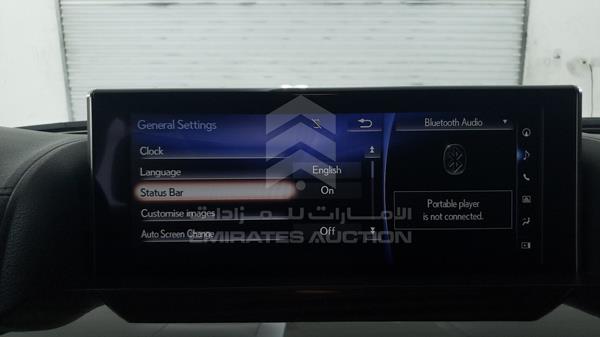 General Settings
Clock
Language English
Status Bar On
Customise images
Auto Screen Change Off
Bluetooth Audio
Portable player
is not connected.
الإمارات للمزادات
EMIRATES AUCTION